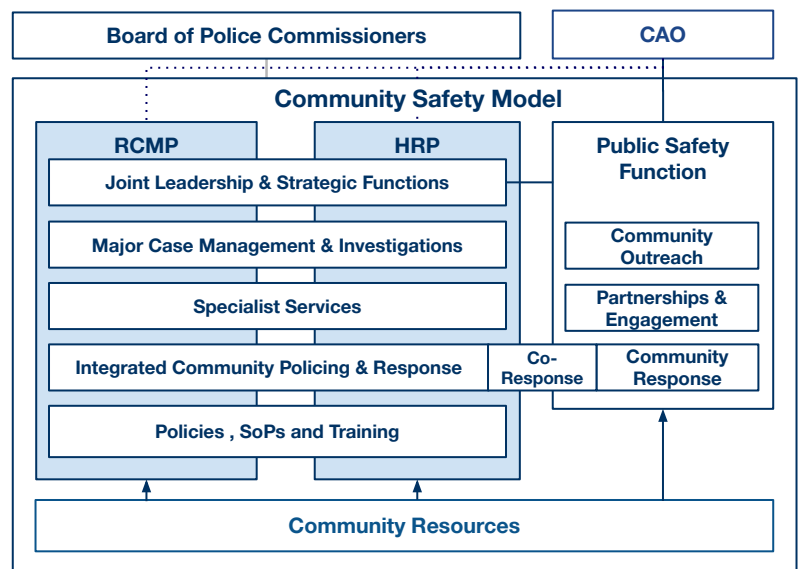 Board of Police Commissioners
CAO
Community Safety Model
RCMP
HRP
Public Safety
Function
Joint Leadership & Strategic Functions
Major Case Management & Investigations
Community
Outreach
Specialist Services
Partnerships &
Engagement
Integrated Community Policing & Response
Co-
Response
Community
Response
Policies , SoPs and Training
Community Resources